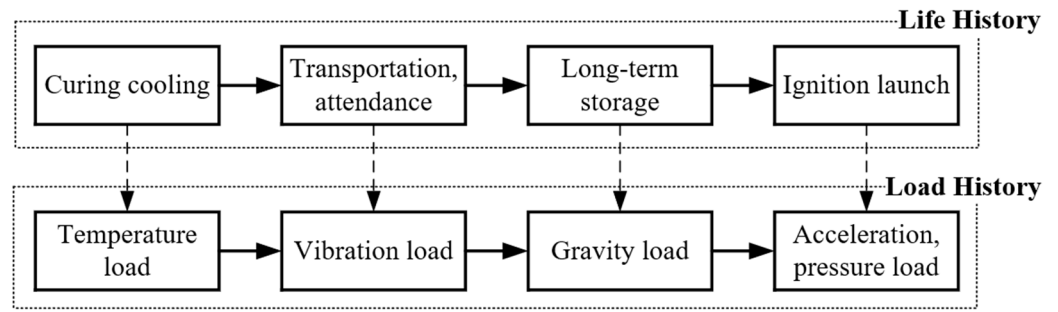 Life History
Curing cooling
Transportation,
attendance
Long-term
storage
Ignition launch
Load History
Temperature
load
Vibration load
Gravity load
Acceleration,
pressure load